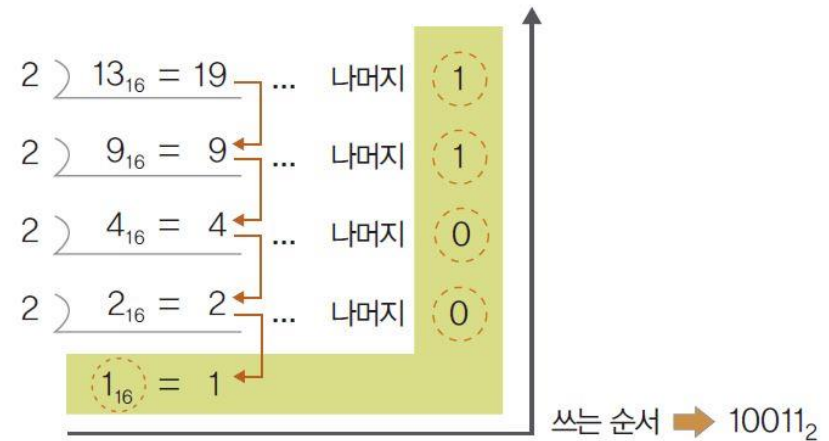 2 ) 13₁₆ = 19 ... 나머지 1
2 ) 9₁₆ = 9 ... 나머지 1
2 ) 4₁₆ = 4 ... 나머지 0
2 ) 2₁₆ = 2 ... 나머지 0
1₁₆ = 1
쓰는 순서 ➡ 10011₂